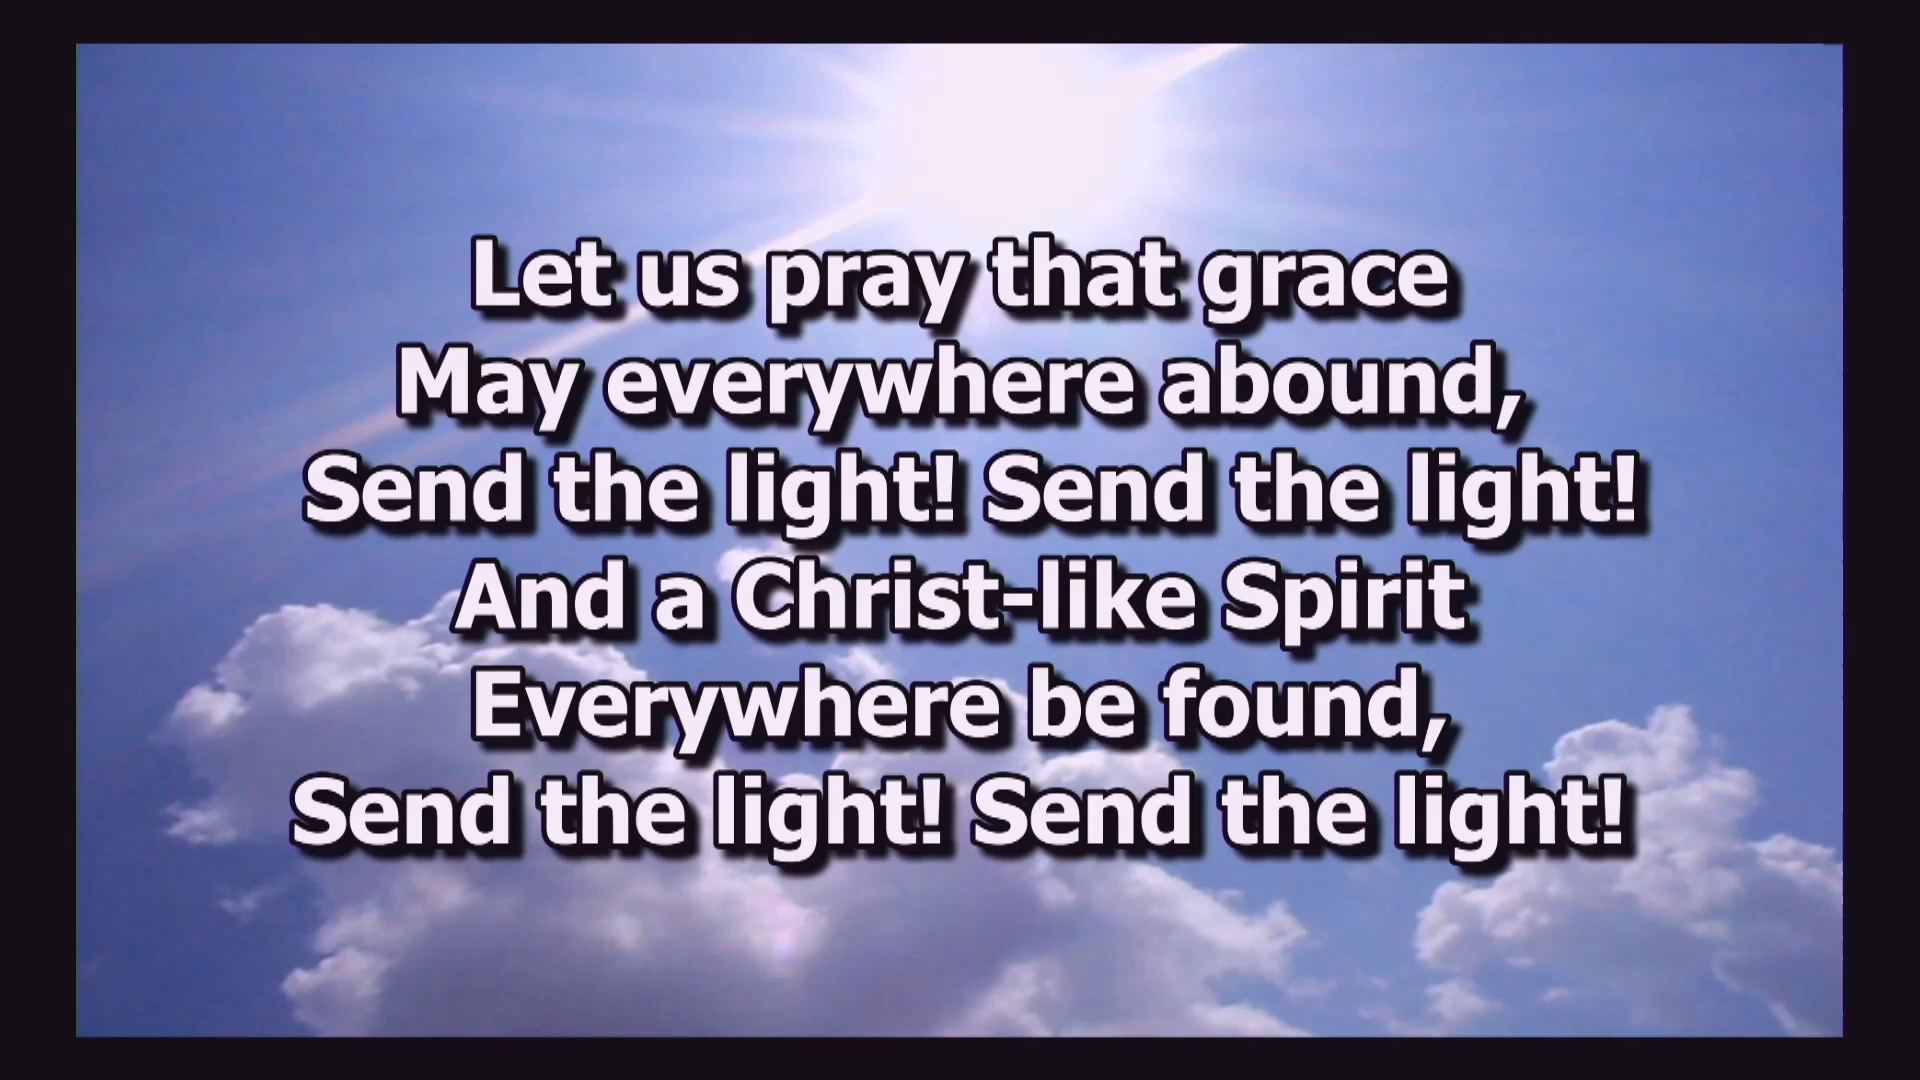 Let us pray that grace
May everywhere abound,
Send the light! Send the light!
And a Christ-like Spirit
Everywhere be found,
Send the light! Send the light!